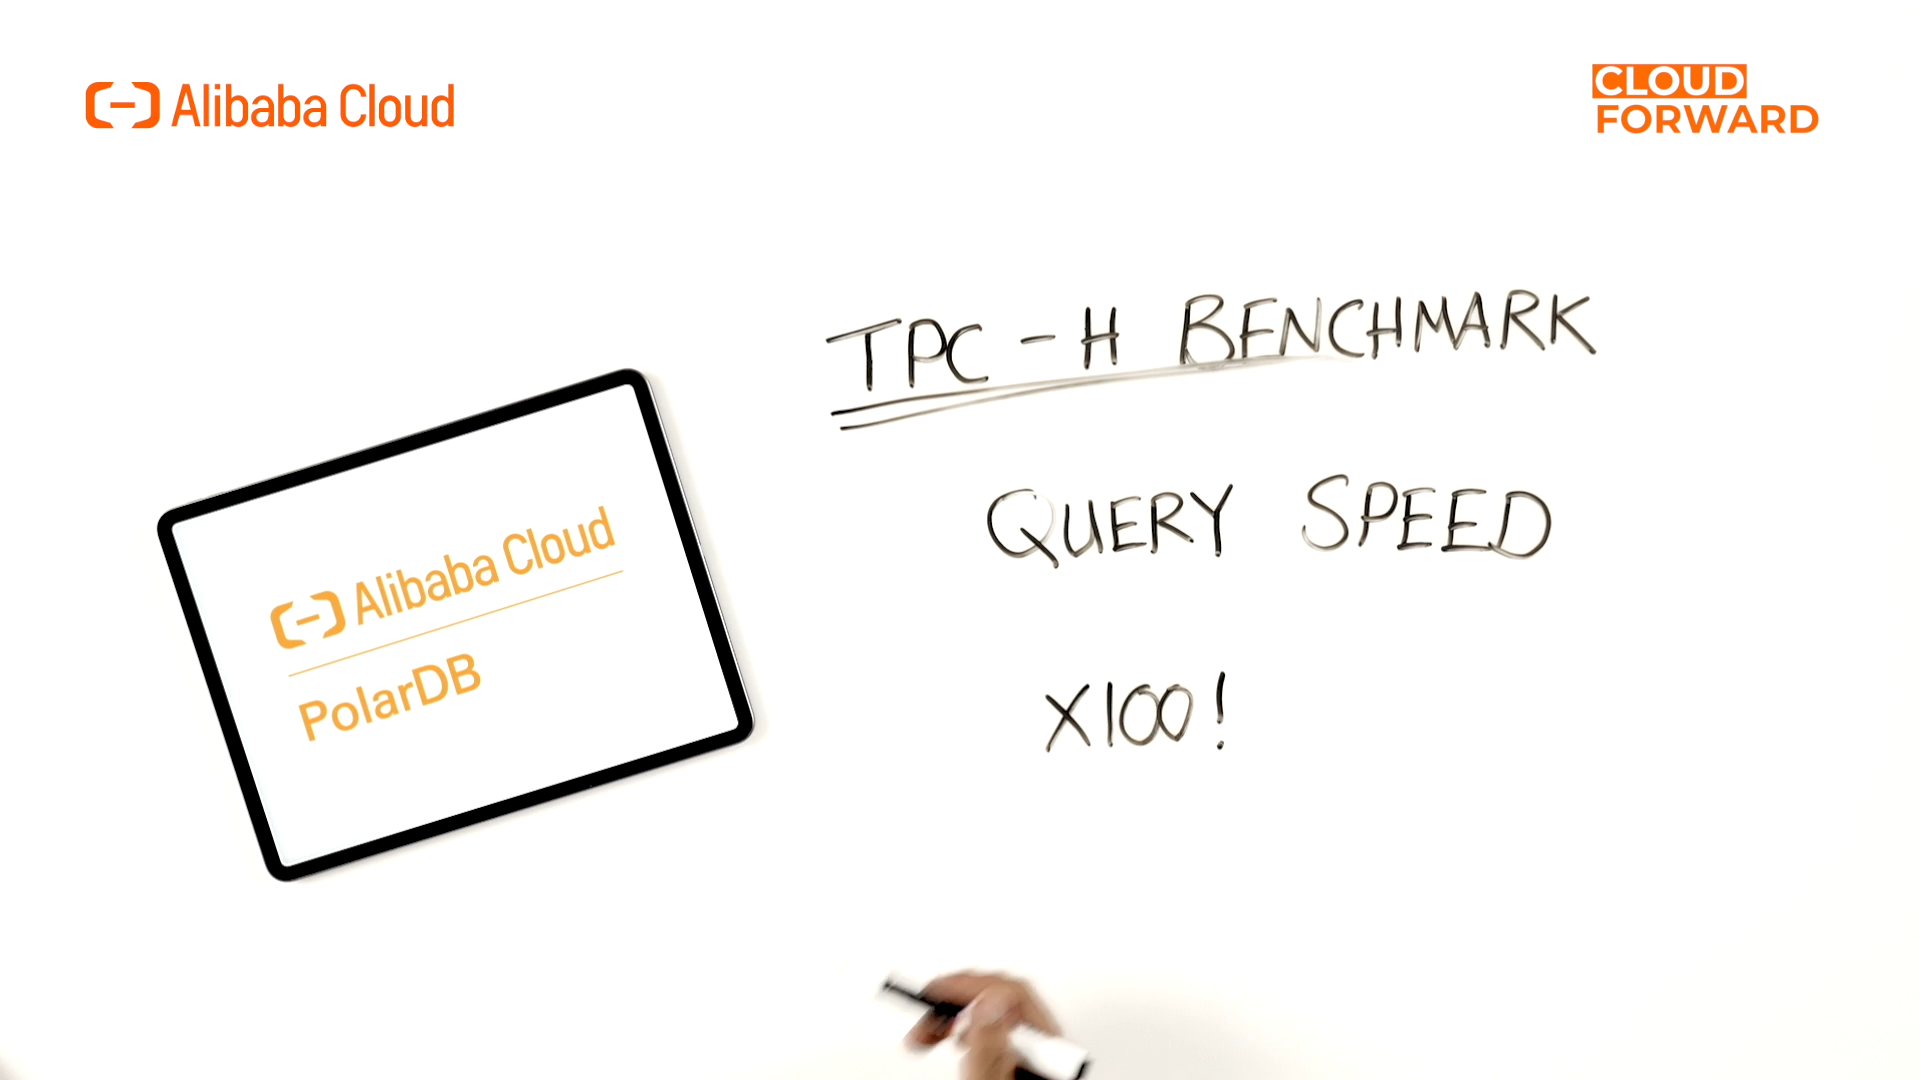 Alibaba Cloud
CLOUD
FORWARD
TPC-H BENCHMARK
QUERY SPEED
X100!
Alibaba Cloud
PolarDB